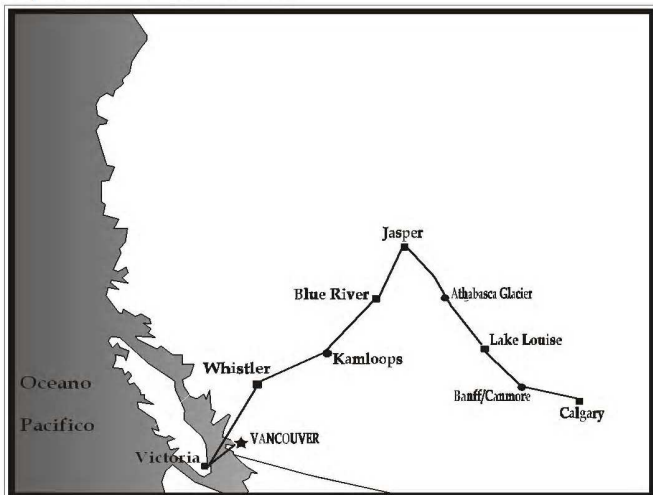 Jasper
Blue River
Athabasca Glacier
Lake Louise
Kamloops
Whistler
Oceano
Pacifico
Banff/Canmore
Calgary
VANCOUVER
Victoria